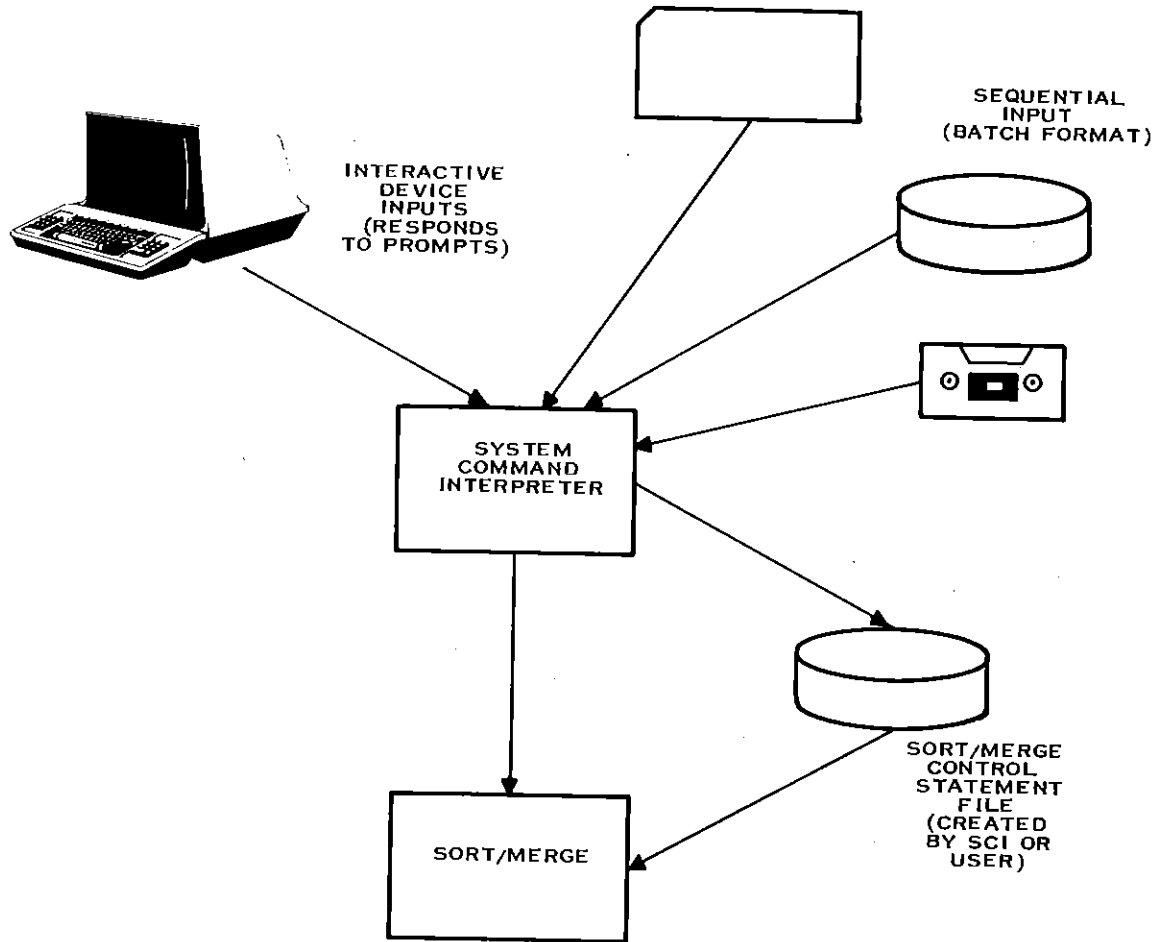 SEQUENTIAL
INPUT
(BATCH FORMAT)
INTERACTIVE
DEVICE
INPUTS
(RESPONDS
TO PROMPTS)
SYSTEM
COMMAND
INTERPRETER
SORT/MERGE
CONTROL
STATEMENT
FILE
(CREATED
BY SCI OR
USER)
SORT/MERGE